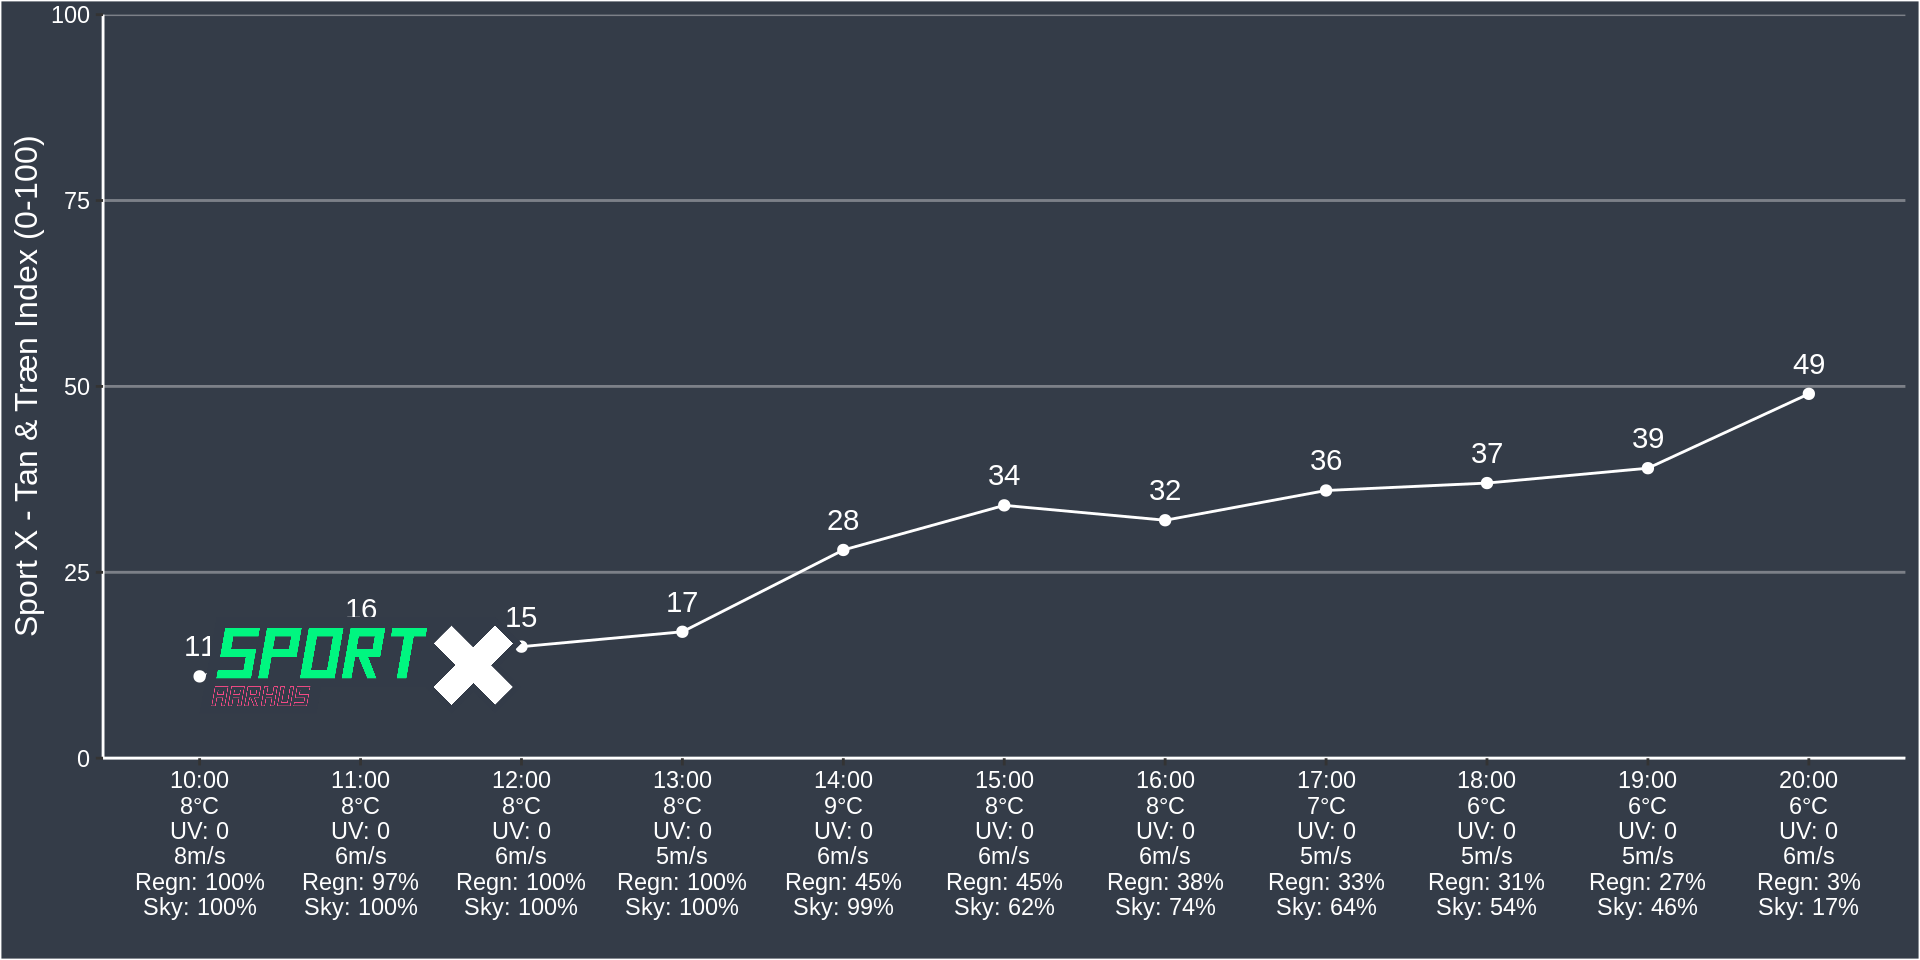 Sport X - Tan & Træn Index (0-100)
100
75
50
25
0
11
16
15
17
28
34
32
36
37
39
49
SPORT X
AARHUS
10:00 11:00 12:00 13:00 14:00 15:00 16:00 17:00 18:00 19:00 20:00
8°C 8°C 8°C 8°C 9°C 8°C 8°C 7°C 6°C 6°C 6°C
UV: 0 UV: 0 UV: 0 UV: 0 UV: 0 UV: 0 UV: 0 UV: 0 UV: 0 UV: 0 UV: 0
8m/s 6m/s 6m/s 5m/s 6m/s 6m/s 6m/s 5m/s 5m/s 5m/s 6m/s
Regn: 100% Regn: 97% Regn: 100% Regn: 100% Regn: 45% Regn: 45% Regn: 38% Regn: 33% Regn: 31% Regn: 27% Regn: 3%
Sky: 100% Sky: 100% Sky: 100% Sky: 100% Sky: 99% Sky: 62% Sky: 74% Sky: 64% Sky: 54% Sky: 46% Sky: 17%